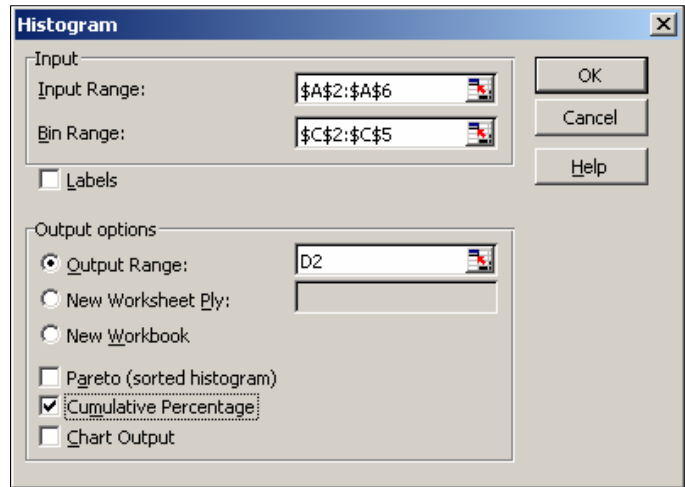 Histogram
Input
Input Range: $A$2:$A$6
Bin Range: $C$2:$C$5
Labels
OK
Cancel
Help
Output options
Output Range: D2
New Worksheet Ply:
New Workbook
Pareto (sorted histogram)
Cumulative Percentage
Chart Output